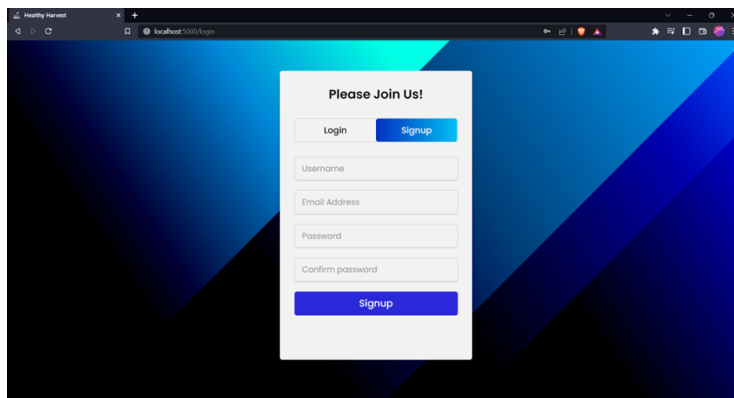 Healthy Harvest
localhost:5000/login
Please Join Us!
Login Signup
Username
Email Address
Password
Confirm password
Signup